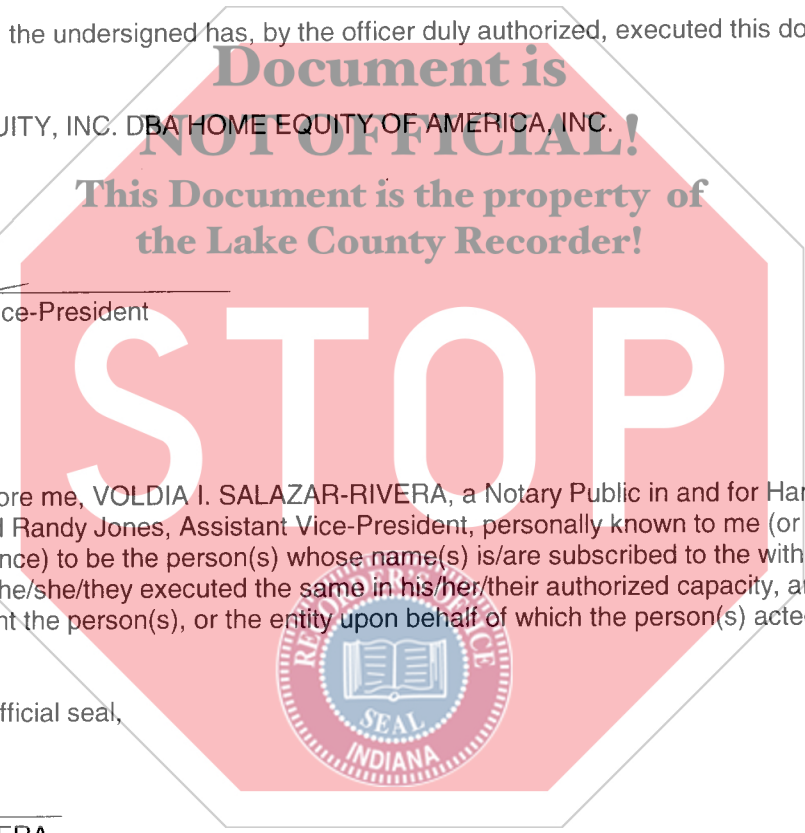 the undersigned has, by the officer duly authorized, executed this do
Document is
UITY, INC. DBA HOME EQUITY OF AMERICA, INC.
NOT OFFICIAL!
This Document is the property of
the Lake County Recorder!
ce-President
STOP
ore me, VOLDIA I. SALAZAR-RIVERA, a Notary Public in and for Har
Randy Jones, Assistant Vice-President, personally known to me (or
nce) to be the person(s) whose name(s) is/are subscribed to the with
he/she/they executed the same in his/her/their authorized capacity, a
nt the person(s), or the entity upon behalf of which the person(s) acte
RECORDER'S OFFICE
fficial seal,
SEAL
INDIANA